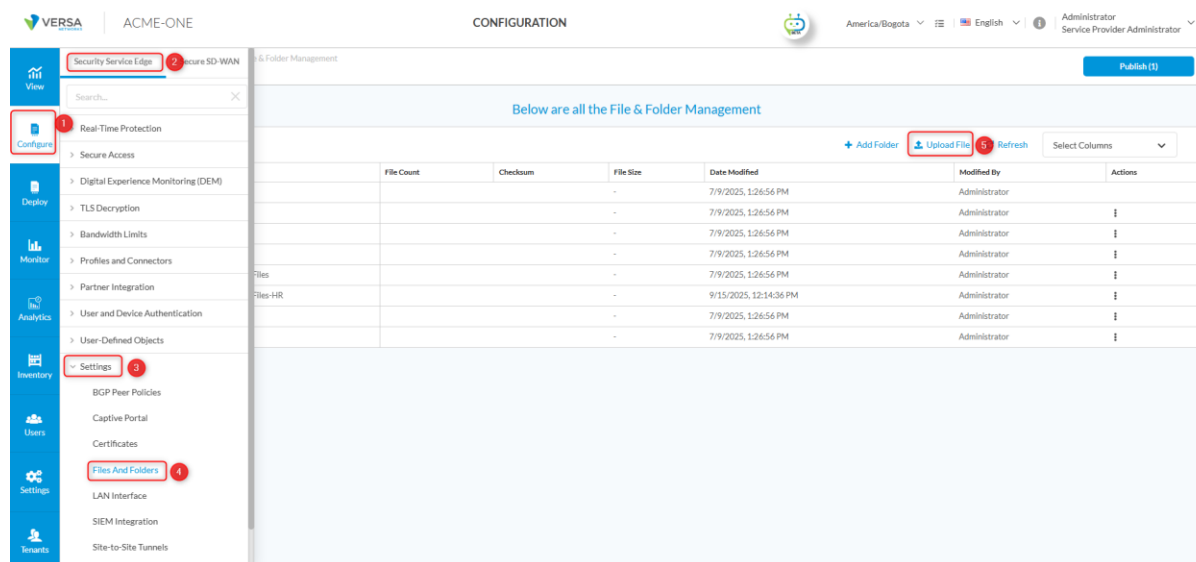 VERSA
NETWORKS
ACME-ONE
CONFIGURATION
America/Bogota
English
Administrator
Service Provider Administrator
View
Configure
Deploy
Monitor
Analytics
Inventory
Users
Settings
Tenants
Security Service Edge
2
ecure SD-WAN
& Folder Management
Publish (1)
Search...
1
Real-Time Protection
Secure Access
Digital Experience Monitoring (DEM)
TLS Decryption
Bandwidth Limits
Profiles and Connectors
Partner Integration
User and Device Authentication
User-Defined Objects
Settings
3
BGP Peer Policies
Captive Portal
Certificates
Files And Folders
4
LAN Interface
SIEM Integration
Site-to-Site Tunnels
Below are all the File & Folder Management
+ Add Folder
Upload File
5
Refresh
Select Columns
File Count Checksum File Size Date Modified Modified By Actions
- 7/9/2025, 1:26:56 PM Administrator
- 7/9/2025, 1:26:56 PM Administrator
- 7/9/2025, 1:26:56 PM Administrator
- 7/9/2025, 1:26:56 PM Administrator
Files - 7/9/2025, 1:26:56 PM Administrator
Files-HR - 9/15/2025, 12:14:36 PM Administrator
- 7/9/2025, 1:26:56 PM Administrator
- 7/9/2025, 1:26:56 PM Administrator